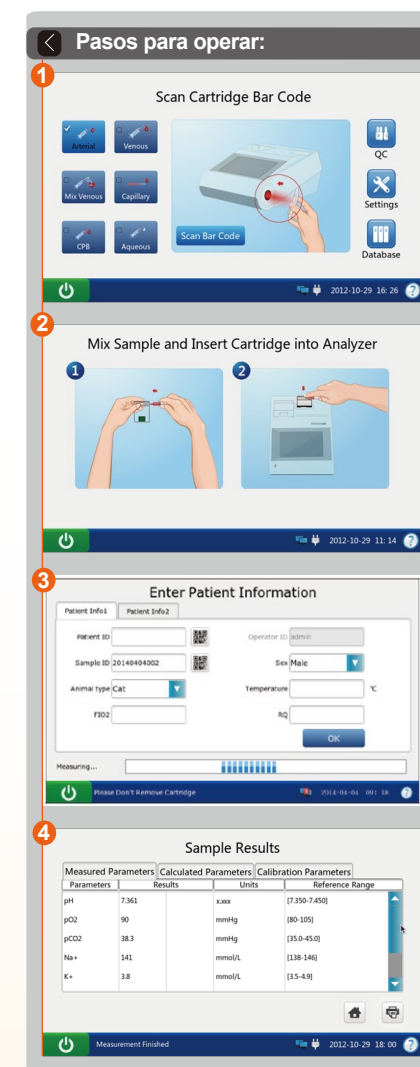 Pasos para operar:
1
Scan Cartridge Bar Code
Arterial
Venous
QC
Mix Venous
Capillary
Settings
CPB
Aqueous
Scan Bar Code
Database
2012-10-29 16: 26
2
Mix Sample and Insert Cartridge into Analyzer
1
2
2012-10-29 11: 14
3
Enter Patient Information
Patient Info1 Patient Info2
Patient ID Operator ID admin
Sample ID 20140404002 Sex Male
Animal type Cat Temperature ℃
FIO2 RQ
OK
Measuring...
Please Don't Remove Cartridge 2014-04-04 09: 18
4
Sample Results
Measured Parameters Calculated Parameters Calibration Parameters
Parameters Results Units Reference Range
pH 7.361 x.xxx [7.350-7.450]
pO2 90 mmHg [80-105]
pCO2 38.3 mmHg [35.0-45.0]
Na+ 141 mmol/L [138-146]
K+ 3.8 mmol/L [3.5-4.9]
Measurement Finished 2012-10-29 18: 00